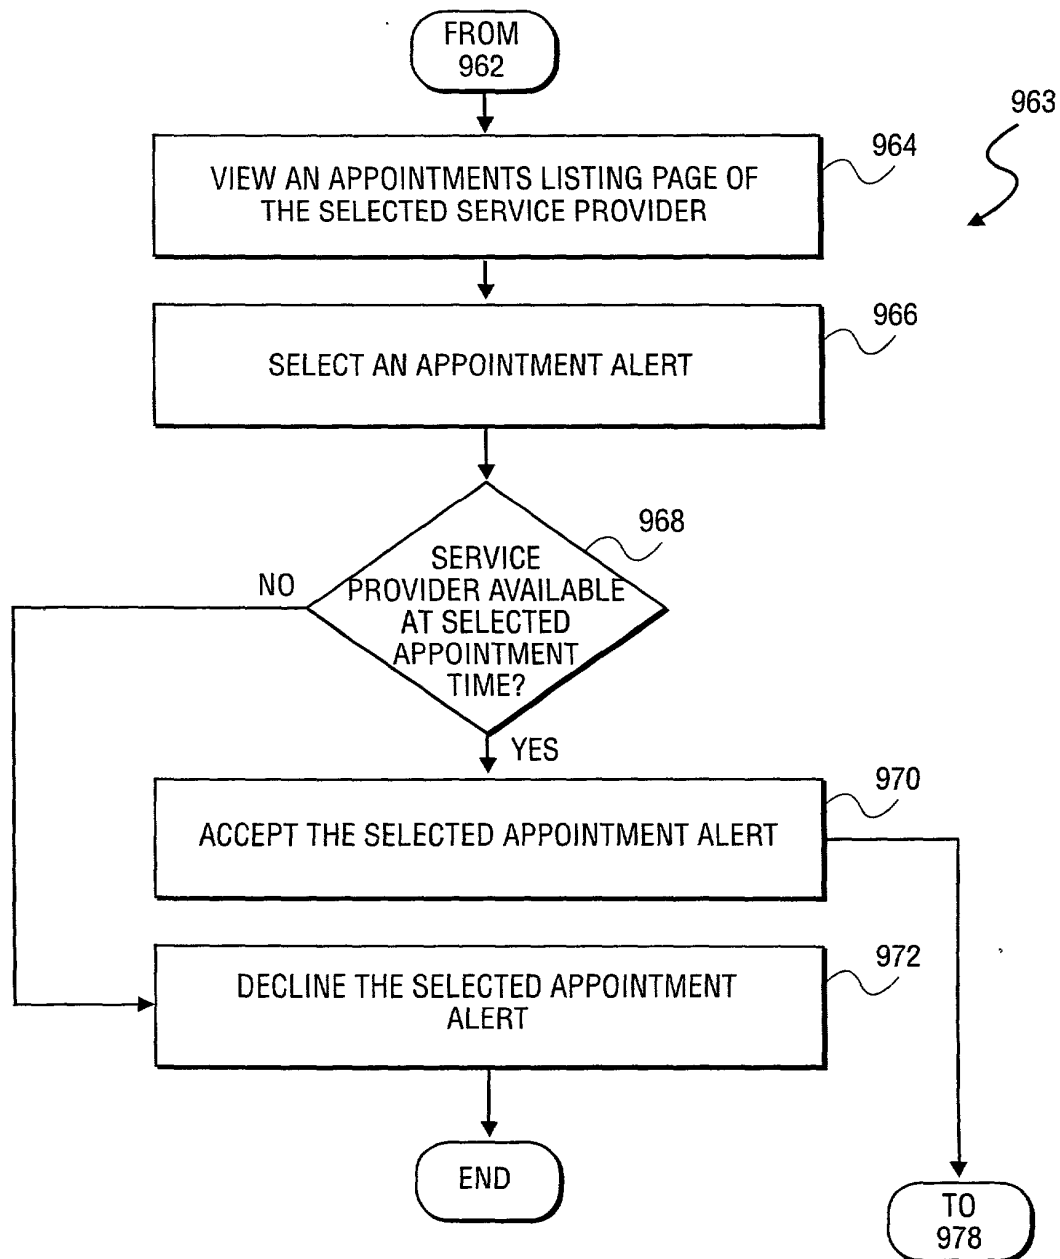 FROM
962
963
964
VIEW AN APPOINTMENTS LISTING PAGE OF
THE SELECTED SERVICE PROVIDER
966
SELECT AN APPOINTMENT ALERT
968
SERVICE
PROVIDER AVAILABLE
AT SELECTED
APPOINTMENT
TIME?
NO
YES
970
ACCEPT THE SELECTED APPOINTMENT ALERT
972
DECLINE THE SELECTED APPOINTMENT
ALERT
END
TO
978